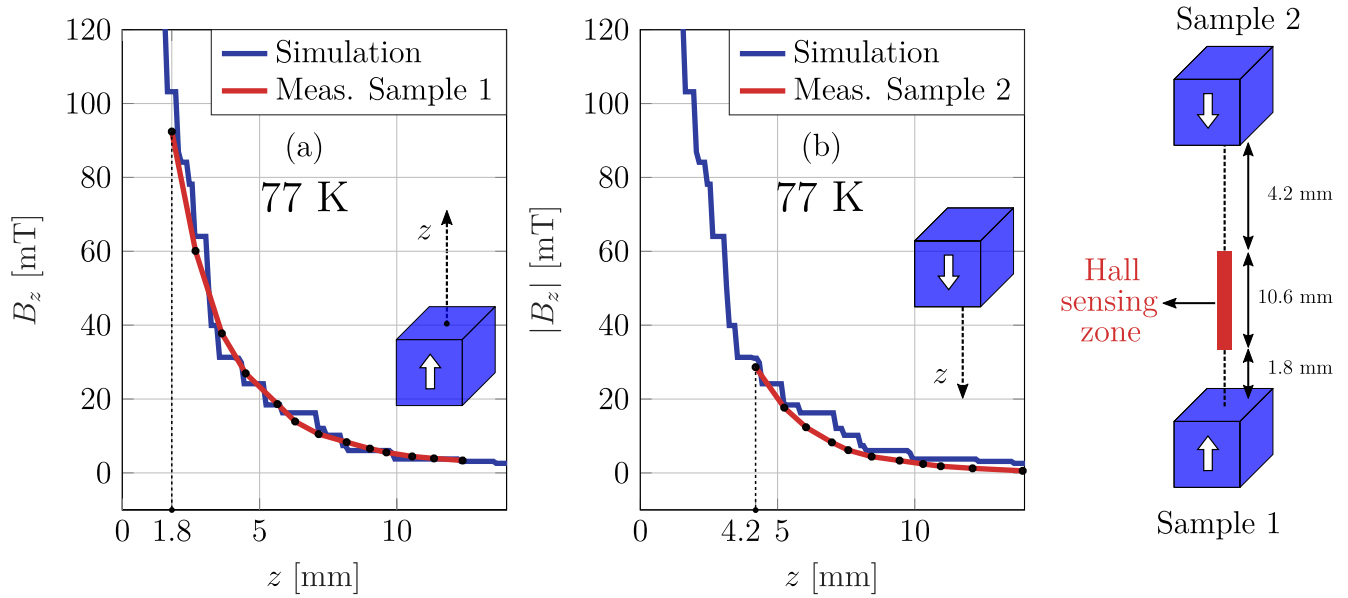 120
100
80
60
40
20
0
B_z [mT]
Simulation
Meas. Sample 1
(a)
77 K
z
0 1.8 5 10
z [mm]
120
100
80
60
40
20
0
|B_z| [mT]
Simulation
Meas. Sample 2
(b)
77 K
z
0 4.2 5 10
z [mm]
Sample 2
4.2 mm
Hall
sensing
zone
10.6 mm
1.8 mm
Sample 1